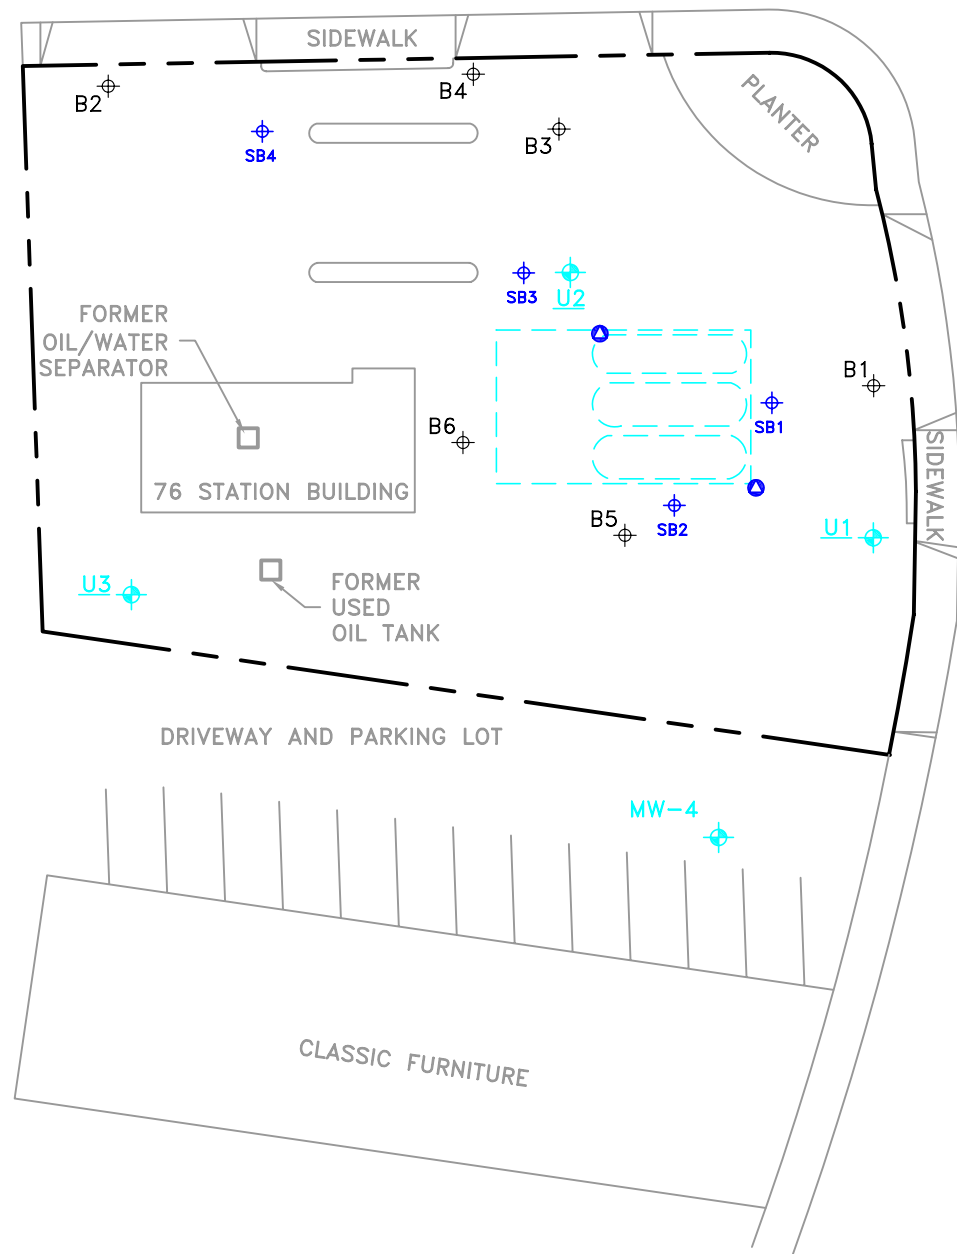 SIDEWALK
B2
B4
PLANTER
B3
SB4
SB3
U2
FORMER
OIL/WATER
SEPARATOR
B1
SB1
B6
SIDEWALK
76 STATION BUILDING
B5
SB2
U1
U3
FORMER
USED
OIL TANK
DRIVEWAY AND PARKING LOT
MW-4
CLASSIC FURNITURE